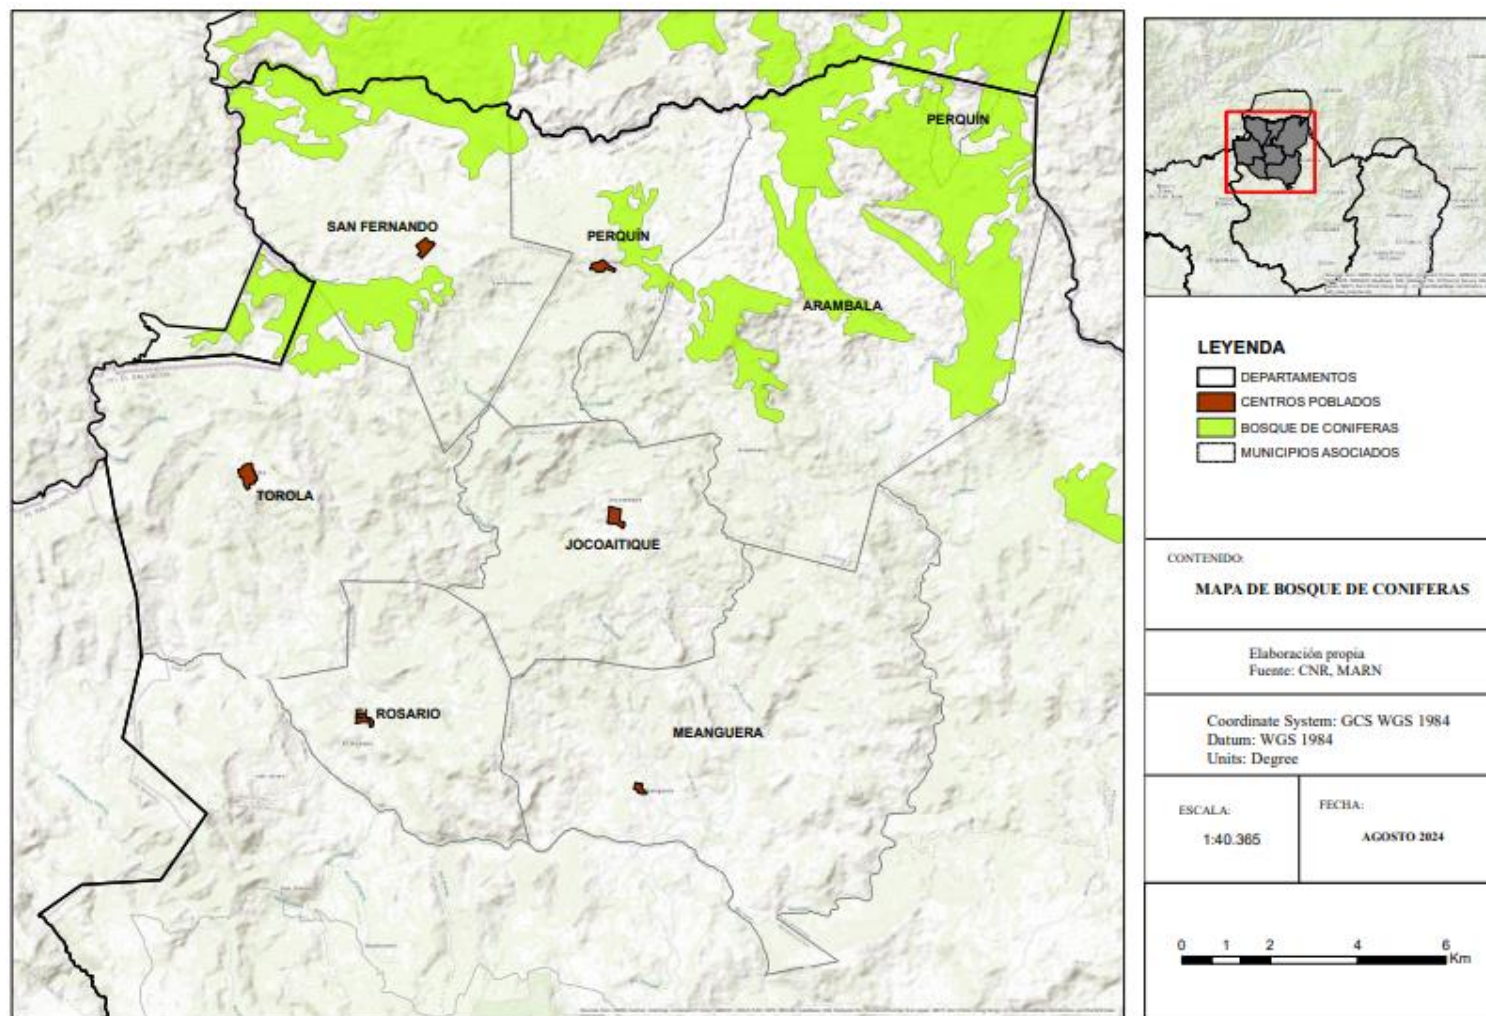 PERQUÍN
SAN FERNANDO
PERQUÍN
ARAMBALA
TOROLA
JOCOAITIQUE
EL ROSARIO
MEANGUERA
LEYENDA
DEPARTAMENTOS
CENTROS POBLADOS
BOSQUE DE CONIFERAS
MUNICIPIOS ASOCIADOS
CONTENIDO:
MAPA DE BOSQUE DE CONIFERAS
Elaboración propia
Fuente: CNR, MARN
Coordinate System: GCS WGS 1984
Datum: WGS 1984
Units: Degree
ESCALA:
1:40.365
FECHA:
AGOSTO 2024
0 1 2 4 6
Km